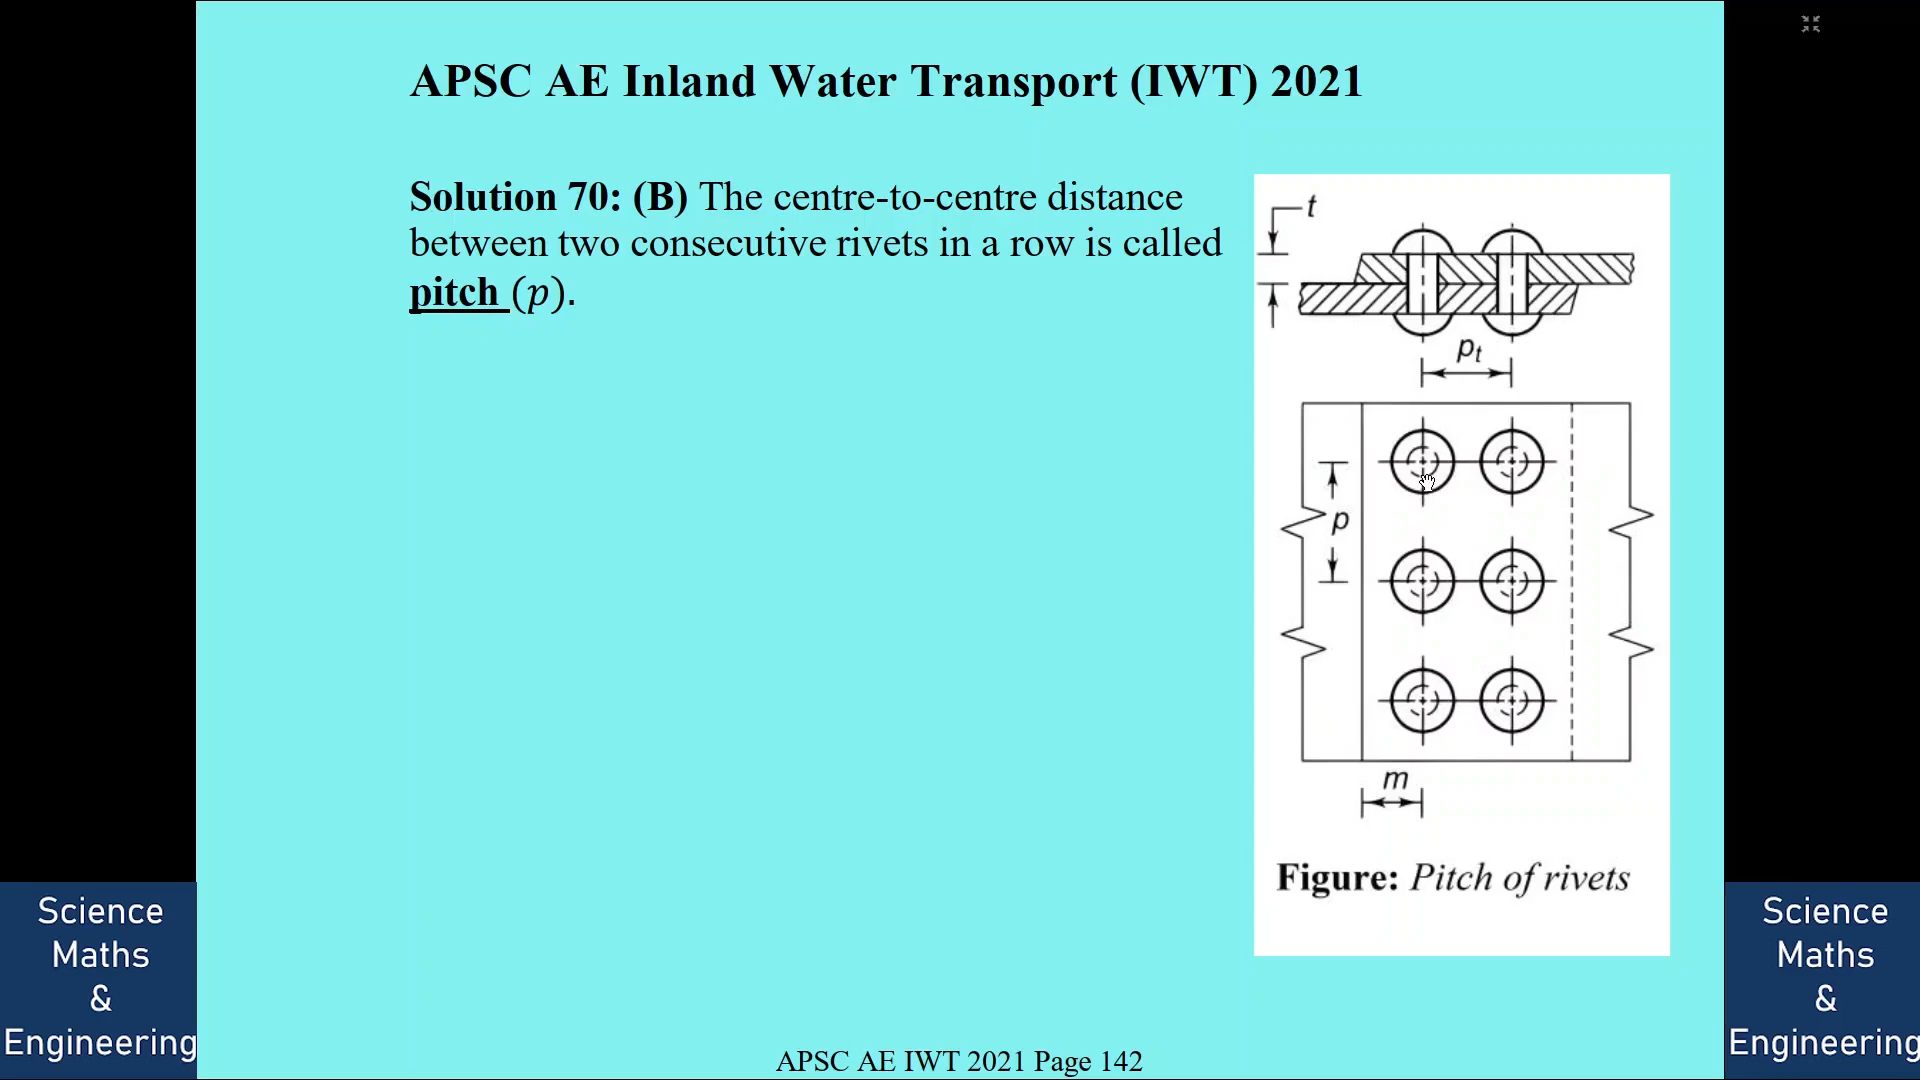 APSC AE Inland Water Transport (IWT) 2021
Solution 70: (B) The centre-to-centre distance
between two consecutive rivets in a row is called
pitch (p).
t
pt
p
m
Figure: Pitch of rivets
Science
Maths
&
Engineering
Science
Maths
&
Engineering
APSC AE IWT 2021 Page 142